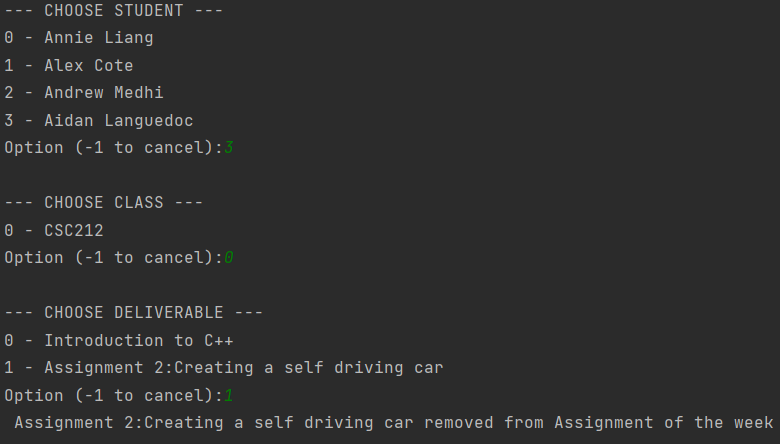 --- CHOOSE STUDENT ---
0 - Annie Liang
1 - Alex Cote
2 - Andrew Medhi
3 - Aidan Languedoc
Option (-1 to cancel):3
--- CHOOSE CLASS ---
0 - CSC212
Option (-1 to cancel):0
--- CHOOSE DELIVERABLE ---
0 - Introduction to C++
1 - Assignment 2:Creating a self driving car
Option (-1 to cancel):1
Assignment 2:Creating a self driving car removed from Assignment of the week